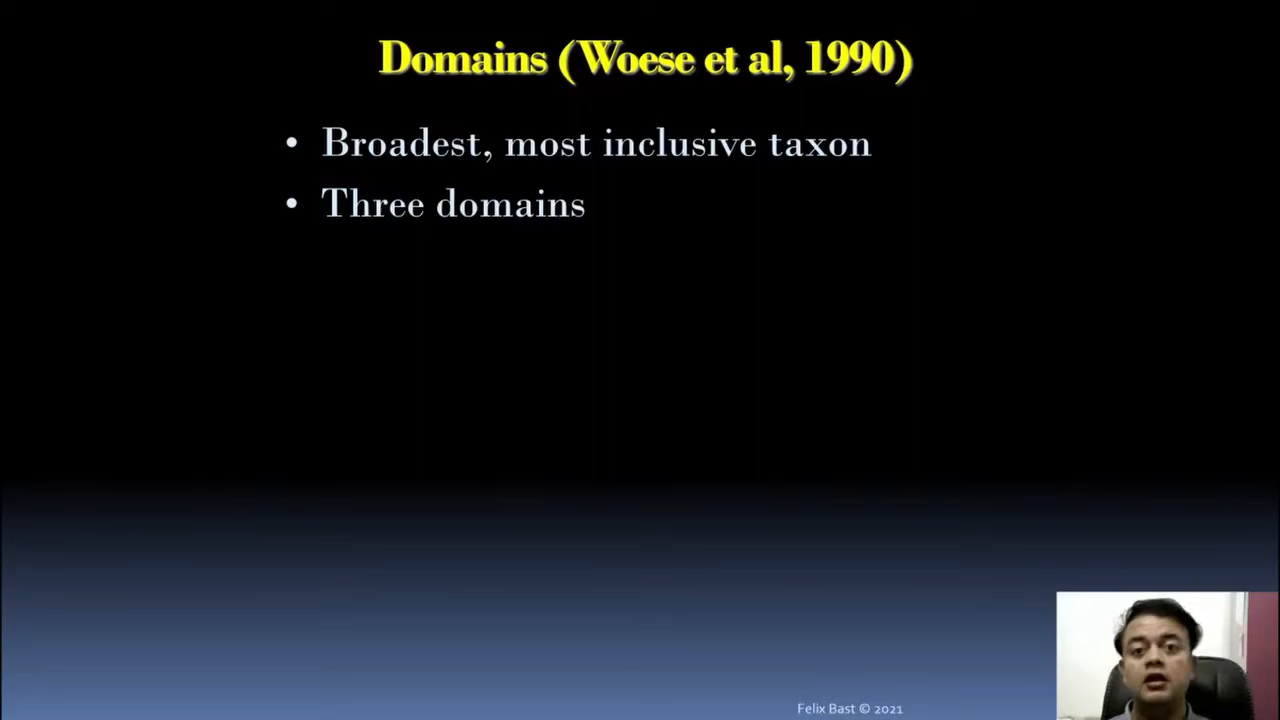 Domains (Woese et al, 1990)
• Broadest, most inclusive taxon
• Three domains
Felix Bast © 2021